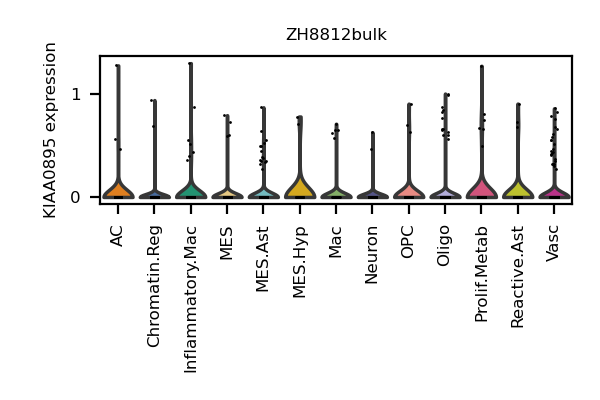 ZH8812bulk
KIAA0895 expression
1
0
AC
Chromatin.Reg
Inflammatory.Mac
MES
MES.Ast
MES.Hyp
Mac
Neuron
OPC
Oligo
Prolif.Metab
Reactive.Ast
Vasc